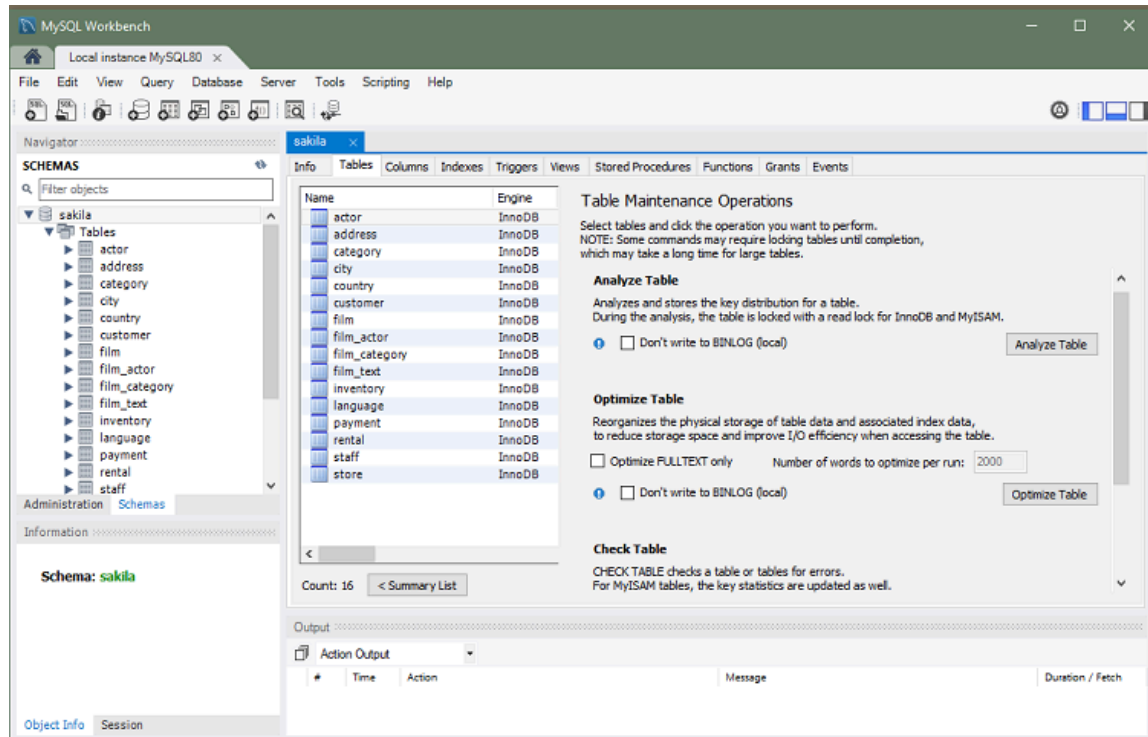 MySQL Workbench
Local instance MySQL80
File Edit View Query Database Server Tools Scripting Help
Navigator
SCHEMAS
Filter objects
sakila
Tables
actor
address
category
city
country
customer
film
film_actor
film_category
film_text
inventory
language
payment
rental
staff
Administration Schemas
Information
Schema: sakila
Object Info Session
sakila
Info Tables Columns Indexes Triggers Views Stored Procedures Functions Grants Events
Name Engine
actor InnoDB
address InnoDB
category InnoDB
city InnoDB
country InnoDB
customer InnoDB
film InnoDB
film_actor InnoDB
film_category InnoDB
film_text InnoDB
inventory InnoDB
language InnoDB
payment InnoDB
rental InnoDB
staff InnoDB
store InnoDB
Count: 16 < Summary List
Table Maintenance Operations
Select tables and click the operation you want to perform.
NOTE: Some commands may require locking tables until completion,
which may take a long time for large tables.
Analyze Table
Analyzes and stores the key distribution for a table.
During the analysis, the table is locked with a read lock for InnoDB and MyISAM.
Don't write to BINLOG (local) Analyze Table
Optimize Table
Reorganizes the physical storage of table data and associated index data,
to reduce storage space and improve I/O efficiency when accessing the table.
Optimize FULLTEXT only Number of words to optimize per run: 2000
Don't write to BINLOG (local) Optimize Table
Check Table
CHECK TABLE checks a table or tables for errors.
For MyISAM tables, the key statistics are updated as well.
Output
Action Output
# Time Action Message Duration / Fetch